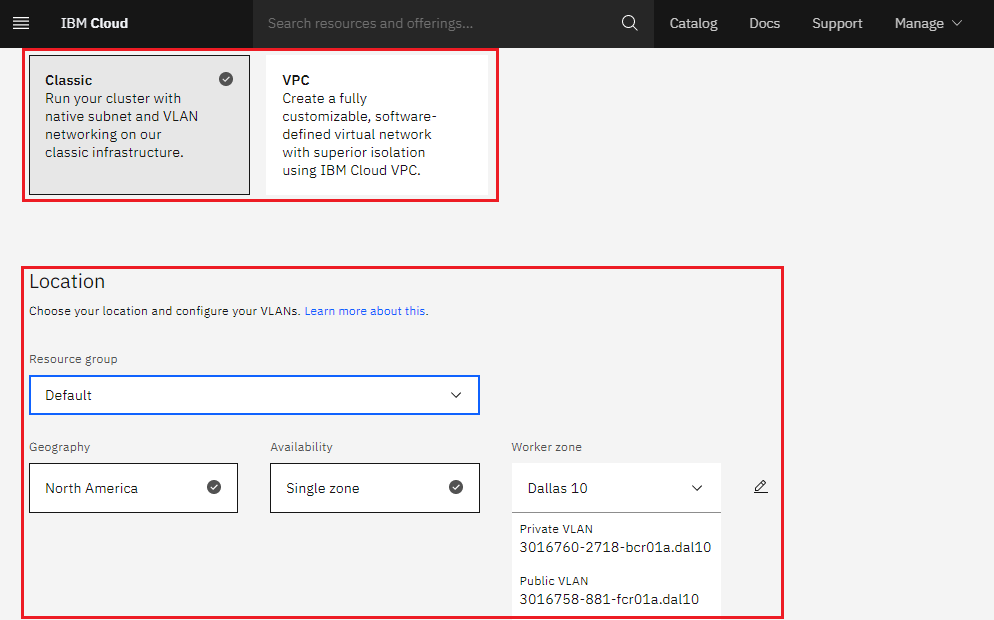 IBM Cloud
Search resources and offerings...
Catalog
Docs
Support
Manage
Classic
Run your cluster with
native subnet and VLAN
networking on our
classic infrastructure.
VPC
Create a fully
customizable, software-
defined virtual network
with superior isolation
using IBM Cloud VPC.
Location
Choose your location and configure your VLANs. Learn more about this.
Resource group
Default
Geography
North America
Availability
Single zone
Worker zone
Dallas 10
Private VLAN
3016760-2718-bcr01a.dal10
Public VLAN
3016758-881-fcr01a.dal10